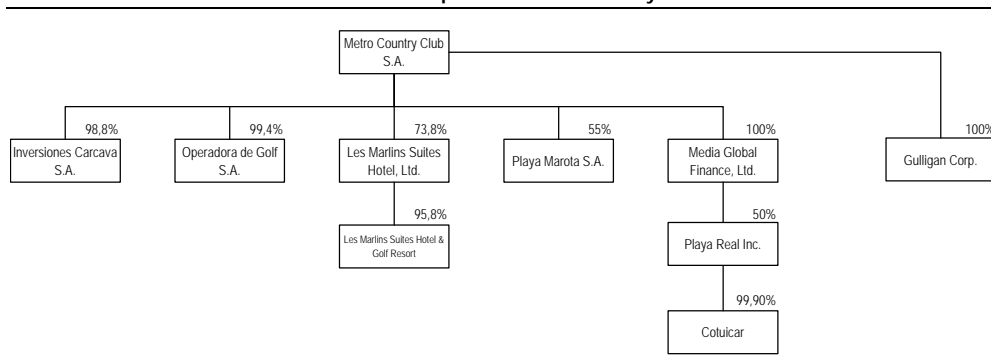 Metro Country Club
S.A.
98,8%
99,4%
73,8%
55%
100%
100%
Inversiones Carcava
S.A.
Operadora de Golf
S.A.
Les Marlins Suites
Hotel, Ltd.
Playa Marota S.A.
Media Global
Finance, Ltd.
Gulligan Corp.
95,8%
50%
Les Marlins Suites Hotel &
Golf Resort
Playa Real Inc.
99,90%
Cotuicar